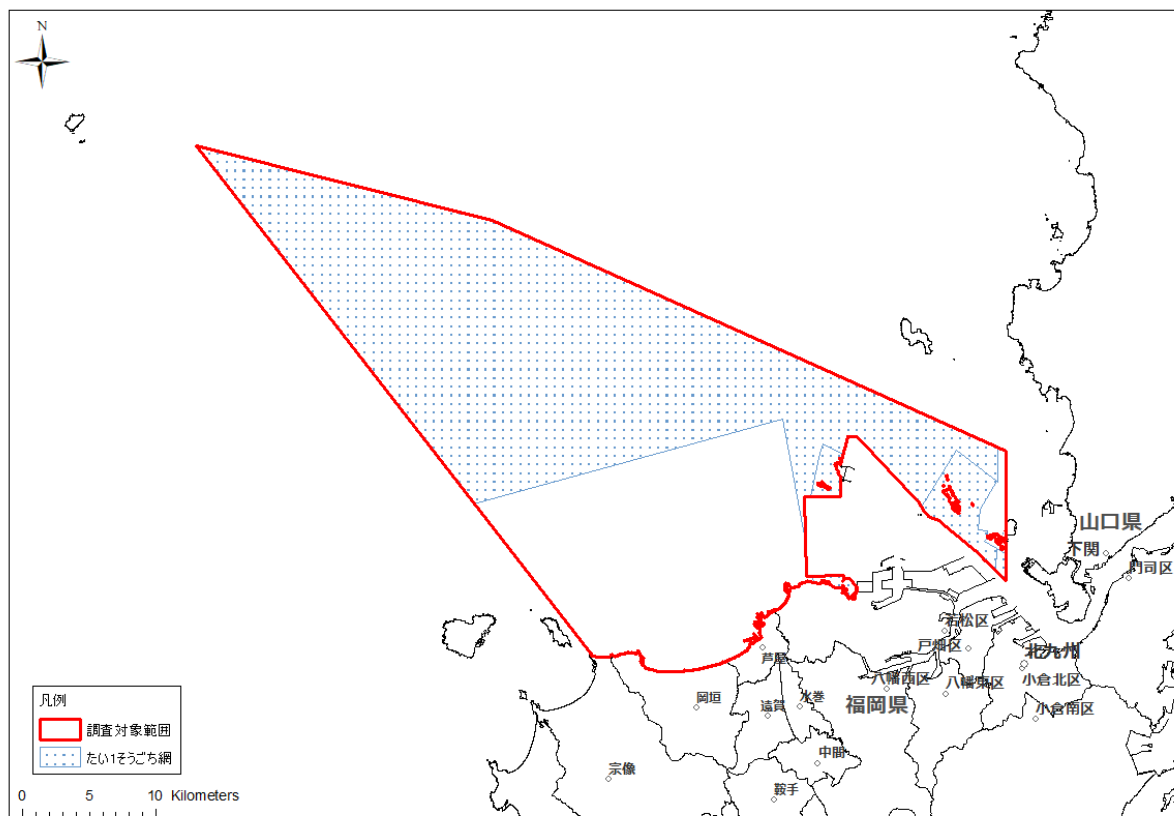 N
山口県
下関
門司区
若松区
戸畑区
北九州
芦屋
小倉北区
八幡西区
八幡東区
岡垣
遠賀
水巻
福岡県
小倉南区
中間
宗像
鞍手
凡例
調査対象範囲
たい1そうごち網
0 5 10 Kilometers